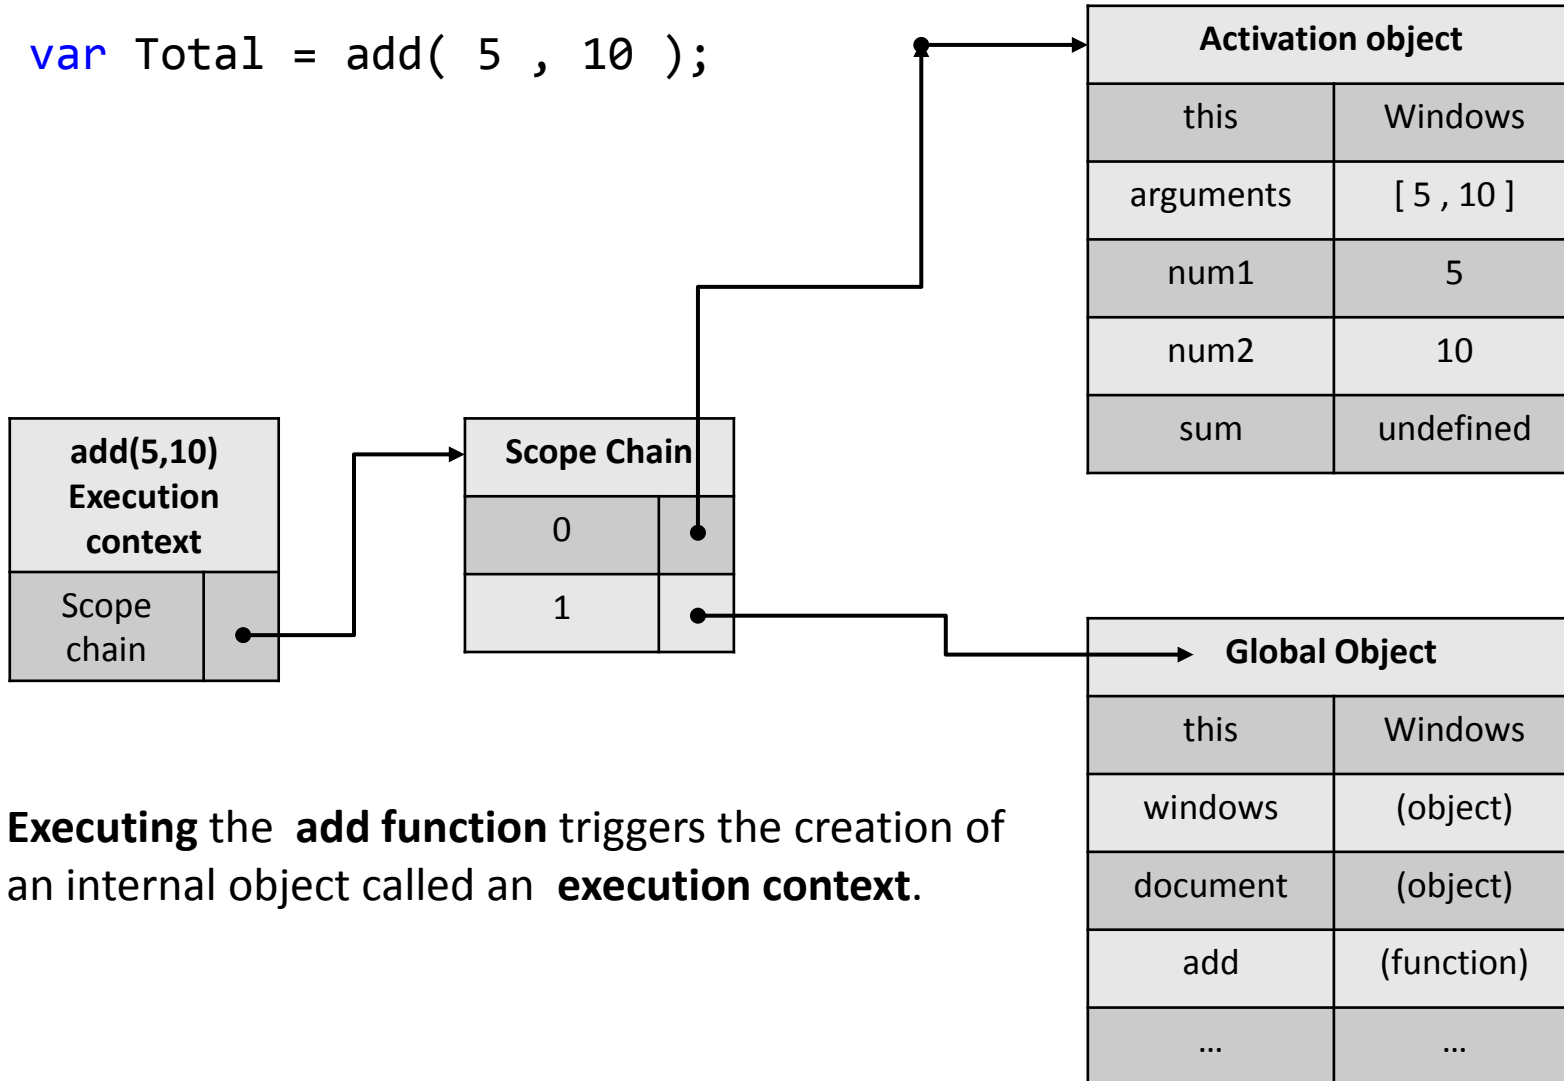 var Total = add( 5 , 10 );
Activation object
this Windows
arguments [ 5 , 10 ]
num1 5
num2 10
sum undefined
add(5,10)
Execution
context
Scope
chain
Scope Chain
0
1
Global Object
this Windows
windows (object)
document (object)
add (function)
... ...
Executing the add function triggers the creation of
an internal object called an execution context.